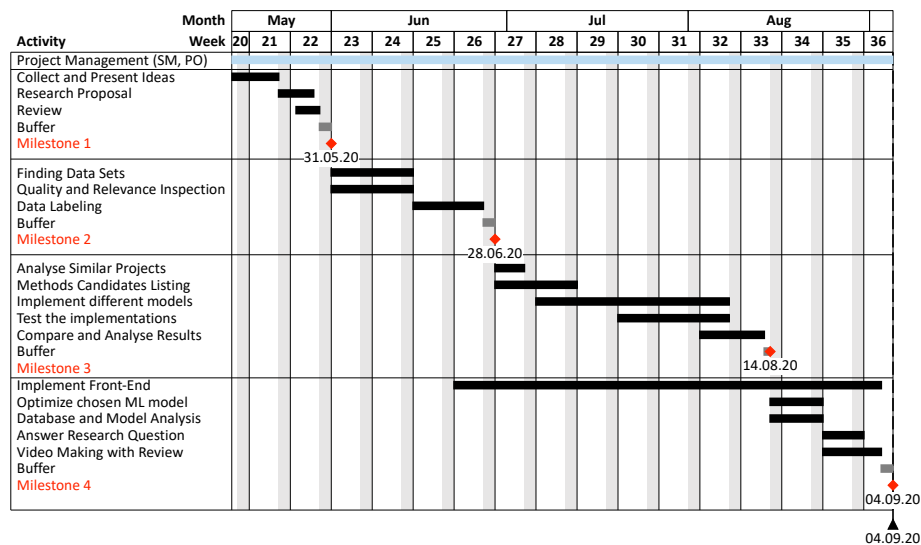 Month May Jun Jul Aug
Activity Week 20 21 22 23 24 25 26 27 28 29 30 31 32 33 34 35 36
Project Management (SM, PO)
Collect and Present Ideas
Research Proposal
Review
Buffer
Milestone 1
31.05.20
Finding Data Sets
Quality and Relevance Inspection
Data Labeling
Buffer
Milestone 2
28.06.20
Analyse Similar Projects
Methods Candidates Listing
Implement different models
Test the implementations
Compare and Analyse Results
Buffer
Milestone 3
14.08.20
Implement Front-End
Optimize chosen ML model
Database and Model Analysis
Answer Research Question
Video Making with Review
Buffer
Milestone 4
04.09.20
04.09.20